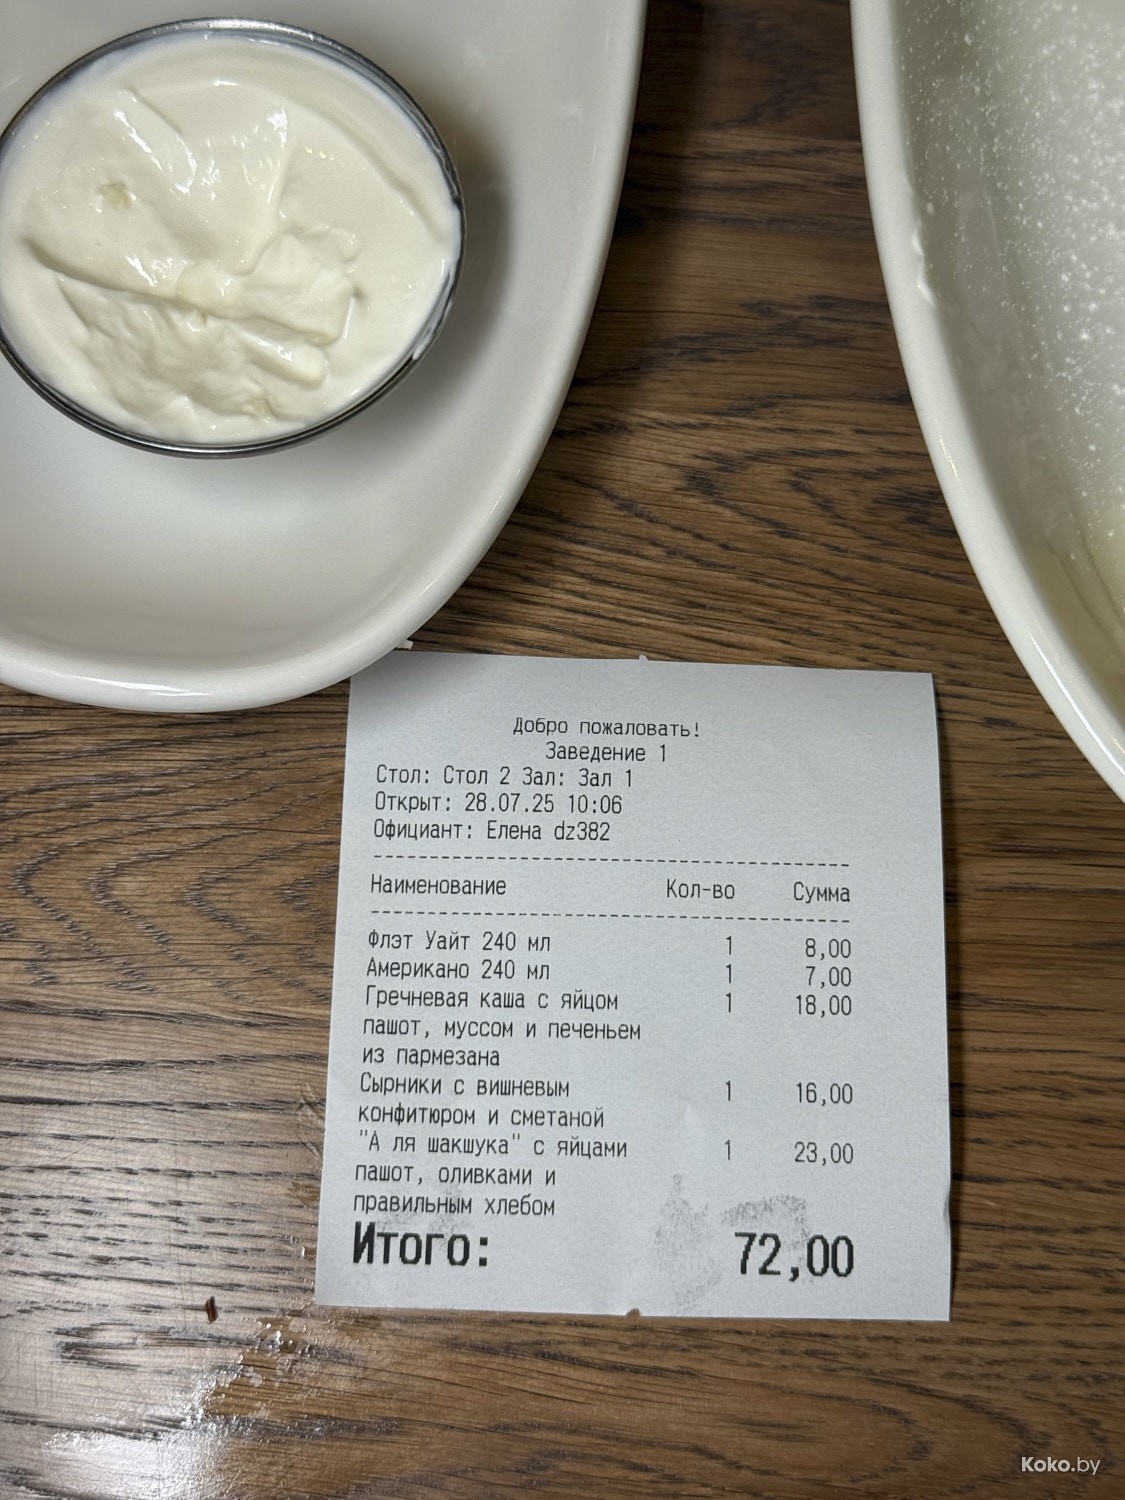 Добро пожаловать!
Заведение 1
Стол: Стол 2 Зал: Зал 1
Открыт: 28.07.25 10:06
Официант: Елена dz382
Наименование Кол-во Сумма
Флэт Уайт 240 мл 1 8,00
Американо 240 мл 1 7,00
Гречневая каша с яйцом 1 18,00
пашот, муссом и печеньем
из пармезана
Сырники с вишневым 1 16,00
конфитюром и сметаной
"А ля шакшука" с яйцами 1 23,00
пашот, оливками и
правильным хлебом
Итого: 72,00
Koko.by